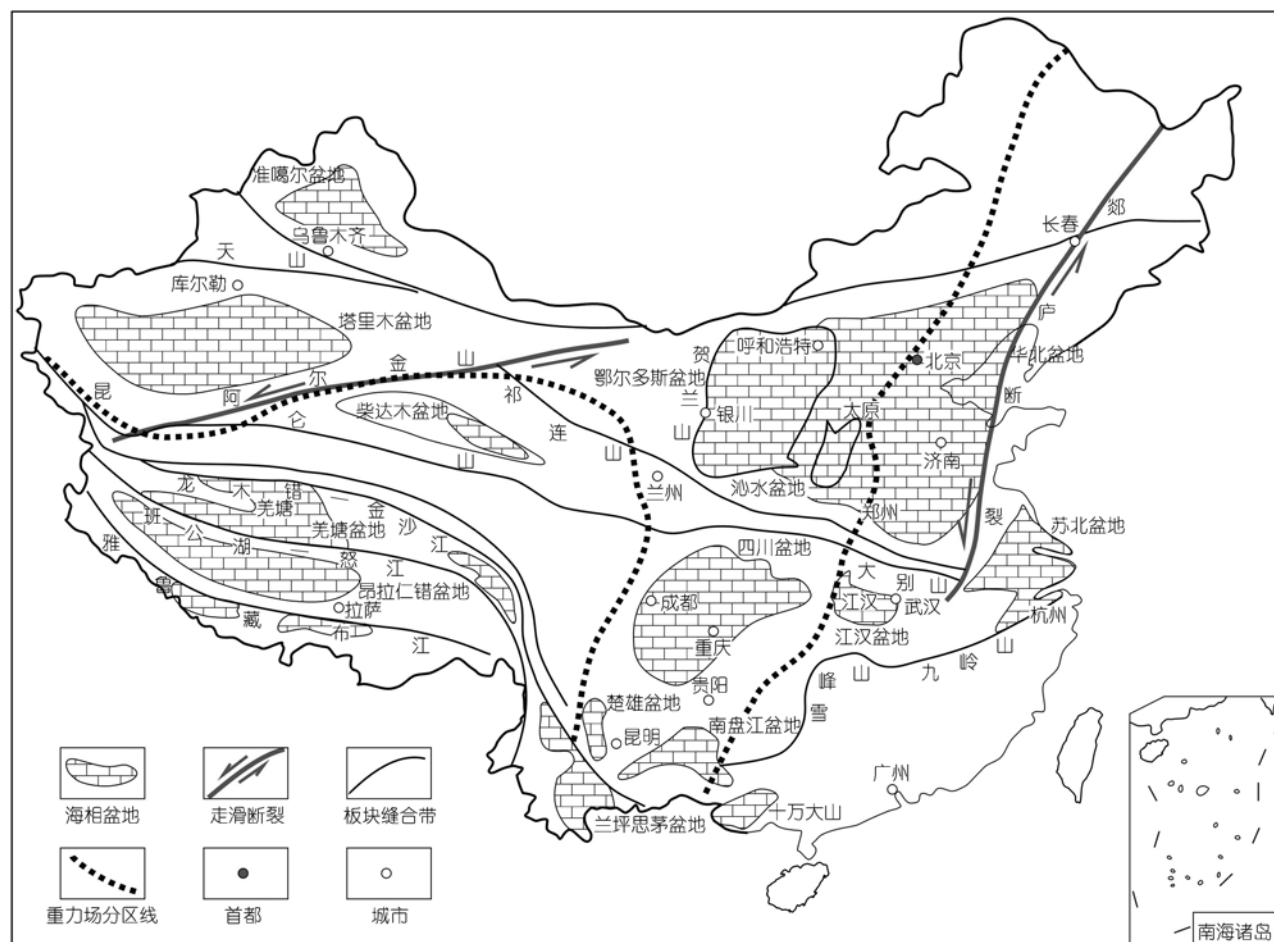 准噶尔盆地
乌鲁木齐
天山
库尔勒
塔里木盆地
阿尔金山
昆仑山
柴达木盆地
祁连山
兰州
贺兰山
呼和浩特
鄂尔多斯盆地
银川
太原
沁水盆地
北京
华北盆地
济南
郑州
长春
郯庐断裂
龙木错—金沙江
羌塘
羌塘盆地
班公湖—怒江
昂拉仁错盆地
拉萨
雅鲁藏布江
四川盆地
成都
重庆
大别山
江汉
武汉
江汉盆地
苏北盆地
杭州
雪峰山
九岭山
贵阳
楚雄盆地
昆明
南盘江盆地
兰坪思茅盆地
十万大山
广州
海相盆地
走滑断裂
板块缝合带
重力场分区线
首都
城市
南海诸岛